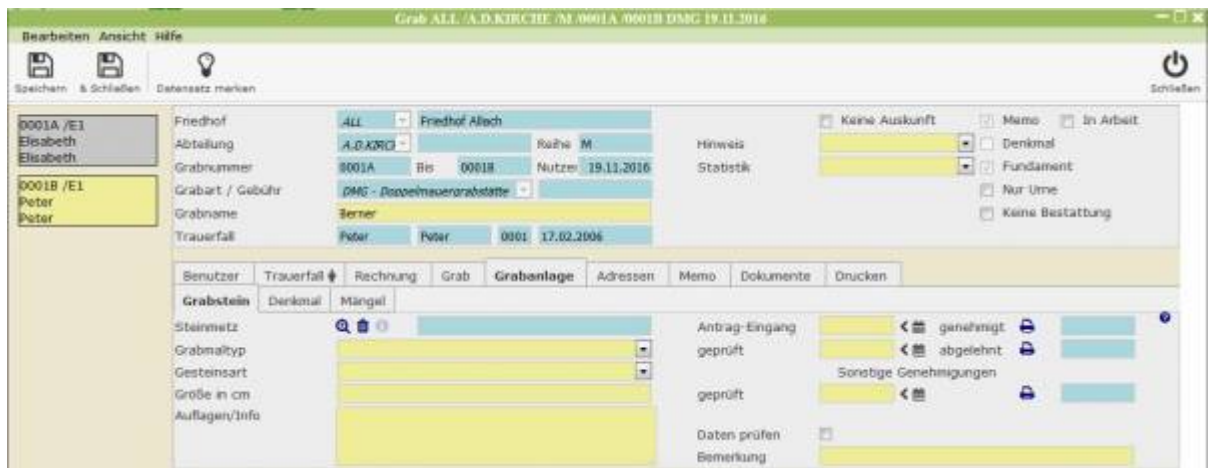 Grab ALL /A.D.KIRCHE /M /0001A /0001B DMG 19.11.2016
Bearbeiten Ansicht Hilfe
Speichern & Schließen Datensatz merken Schließen
0001A /E1
Elisabeth
Elisabeth
0001B /E1
Peter
Peter
Friedhof ALL Friedhof Allach Keine Auskunft Memo In Arbeit
Abteilung A.D.KIRCH Reihe M Hinweis Denkmal
Grabnummer 0001A Bis 0001B Nutzer 19.11.2016 Statistik Fundament
Grabart / Gebühr DMG - Doppelmauergrabstätte Nur Urne
Grabname Berner Keine Bestattung
Trauerfall Peter Peter 0001 17.02.2006
Benutzer Trauerfall Rechnung Grab Grabanlage Adressen Memo Dokumente Drucken
Grabstein Denkmal Mängel
Steinmetz Antrag-Eingang genehmigt
Grabmaltyp geprüft abgelehnt
Gesteinsart Sonstige Genehmigungen
Größe in cm geprüft
Auflagen/Info
Daten prüfen
Bemerkung